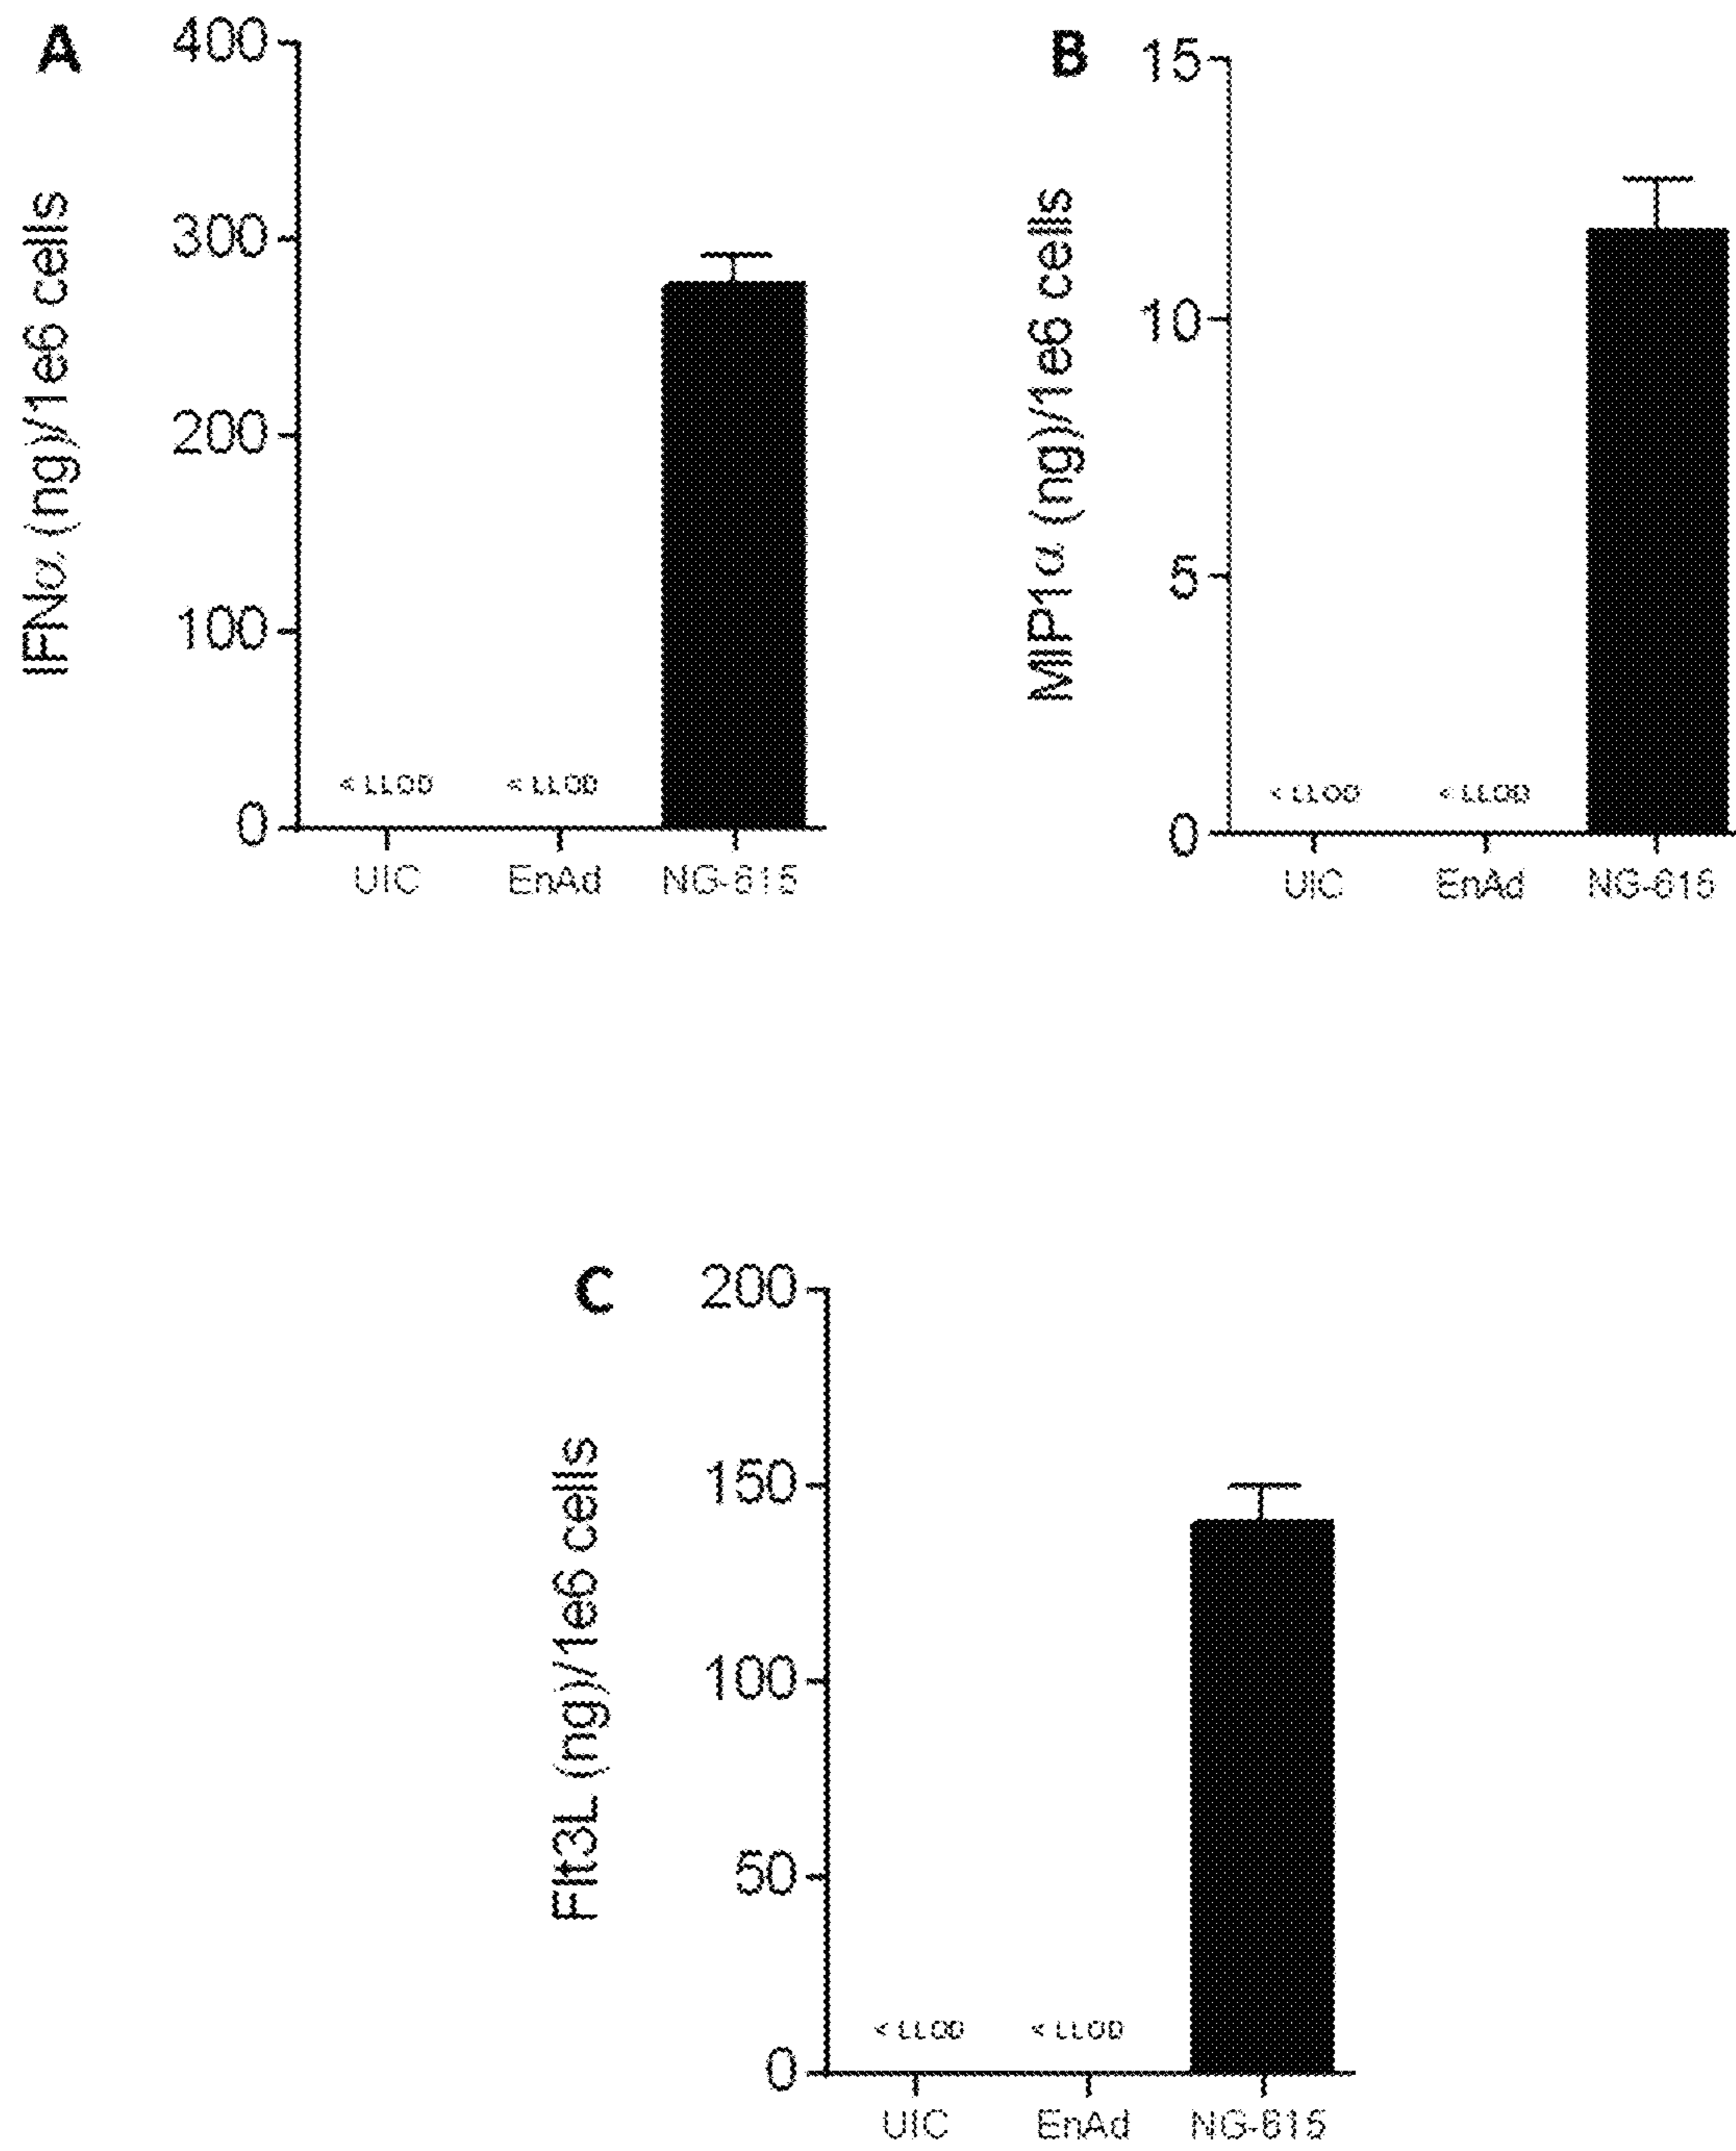 A
IFNα (ng)/1e6 cells
400
300
200
100
0
< LLOD
< LLOD
UIC
EnAd
NG-615
B
MIP1α (ng)/1e6 cells
15
10
5
0
< LLOD
< LLOD
UIC
EnAd
NG-615
C
Flt3L (ng)/1e6 cells
200
150
100
50
0
< LLOD
< LLOD
UIC
EnAd
NG-615